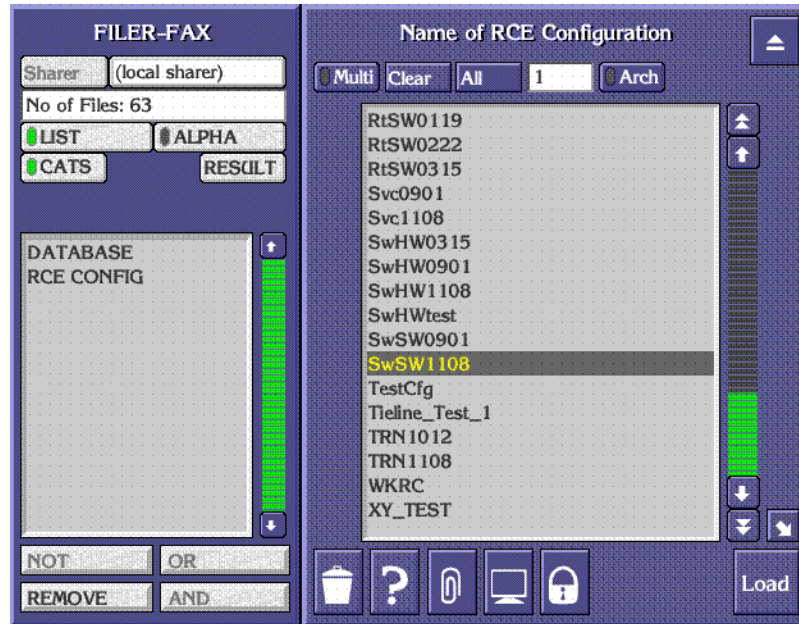 FILER-FAX
Sharer (local sharer)
No of Files: 63
LIST ALPHA
CATS RESULT
DATABASE
RCE CONFIG
NOT OR
REMOVE AND
Name of RCE Configuration
Multi Clear All 1 Arch
RtSW0119
RtSW0222
RtSW0315
Svc0901
Svc1108
SwHW0315
SwHW0901
SwHW1108
SwHWtest
SwSW0901
SwSW1108
TestCfg
Tieline_Test_1
TRN1012
TRN1108
WKRC
XY_TEST
? Load